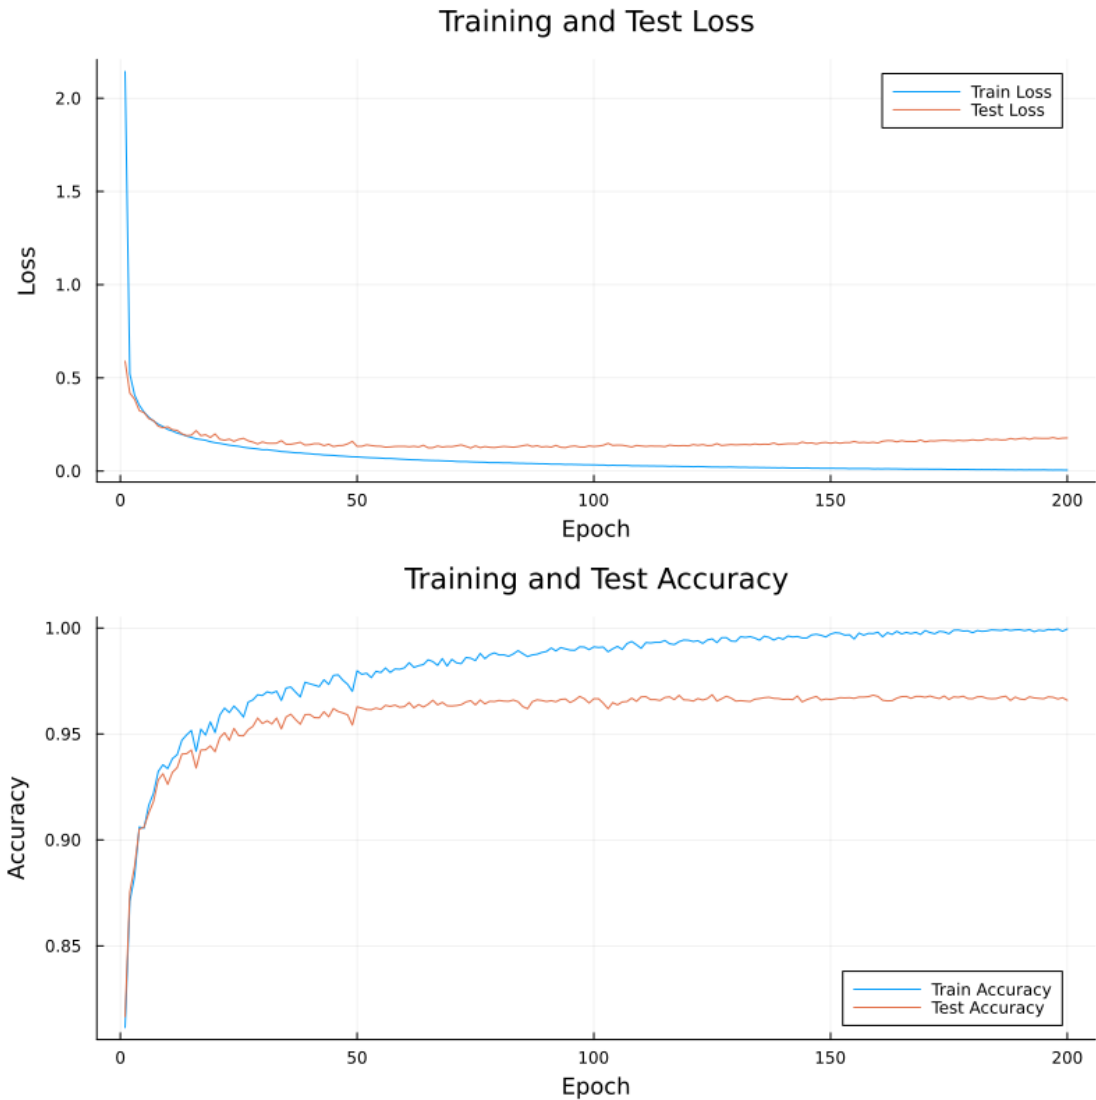 Training and Test Loss
2.0
1.5
1.0
0.5
0.0
Loss
Train Loss
Test Loss
0 50 100 150 200
Epoch
Training and Test Accuracy
1.00
0.95
0.90
0.85
Accuracy
Train Accuracy
Test Accuracy
0 50 100 150 200
Epoch